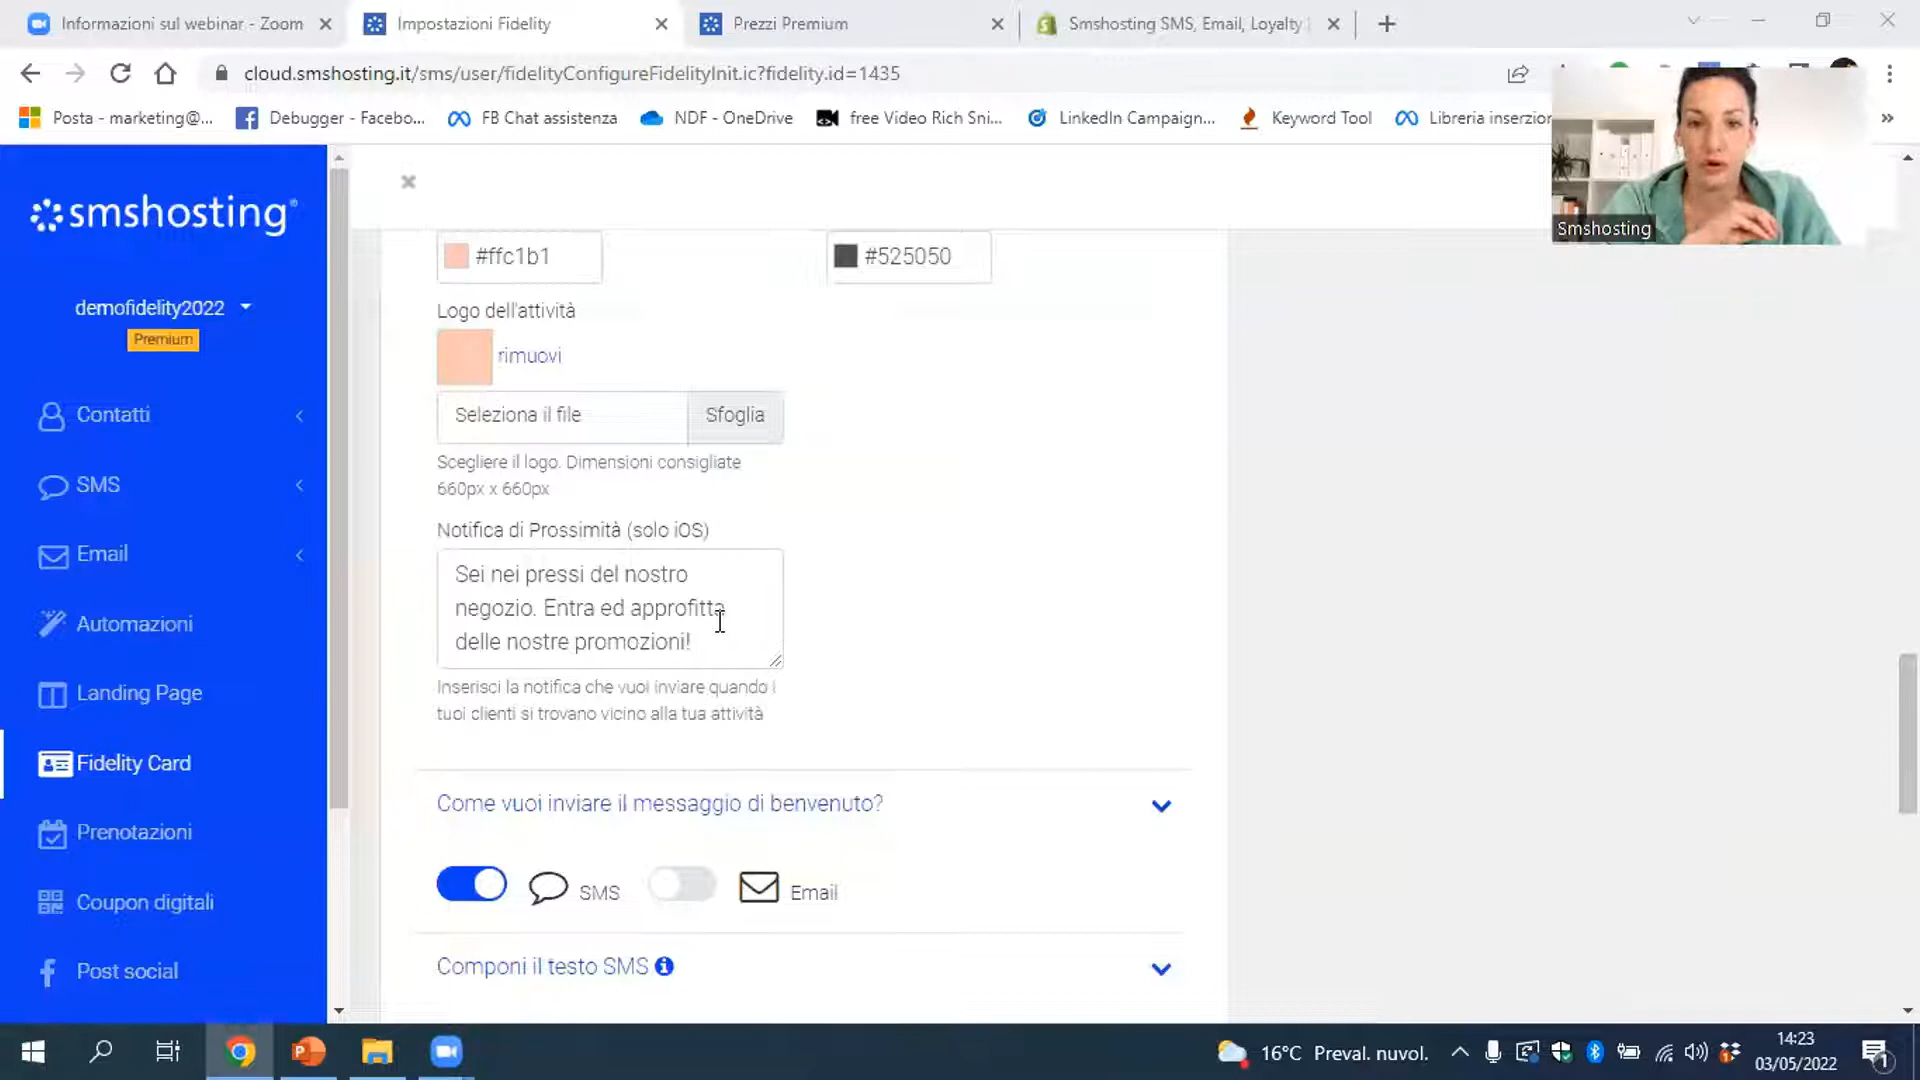 Informazioni sul webinar - Zoom
Impostazioni Fidelity
Prezzi Premium
Smshosting SMS, Email, Loyalty
cloud.smshosting.it/sms/user/fidelityConfigureFidelityInit.ic?fidelity.id=1435
Posta - marketing@...
Debugger - Facebo...
FB Chat assistenza
NDF - OneDrive
free Video Rich Sni...
LinkedIn Campaign...
Keyword Tool
Libreria inserzion
Smshosting
smshosting®
demofidelity2022
Premium
Contatti
SMS
Email
Automazioni
Landing Page
Fidelity Card
Prenotazioni
Coupon digitali
Post social
#ffc1b1
#525050
Logo dell'attività
rimuovi
Seleziona il file
Sfoglia
Scegliere il logo. Dimensioni consigliate
660px x 660px
Notifica di Prossimità (solo iOS)
Sei nei pressi del nostro
negozio. Entra ed approfitta
delle nostre promozioni!
Inserisci la notifica che vuoi inviare quando i
tuoi clienti si trovano vicino alla tua attività
Come vuoi inviare il messaggio di benvenuto?
SMS
Email
Componi il testo SMS
16°C Preval. nuvol.
14:23
03/05/2022
1